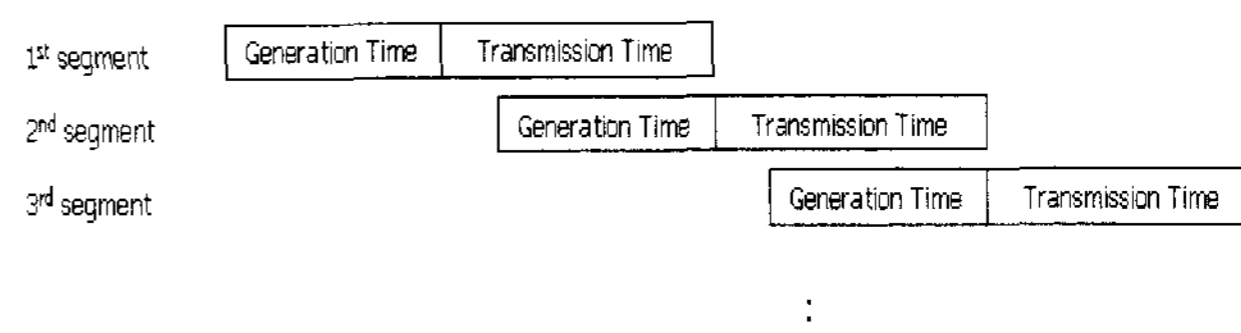 1st segment Generation Time Transmission Time
2nd segment Generation Time Transmission Time
3rd segment Generation Time Transmission Time
: